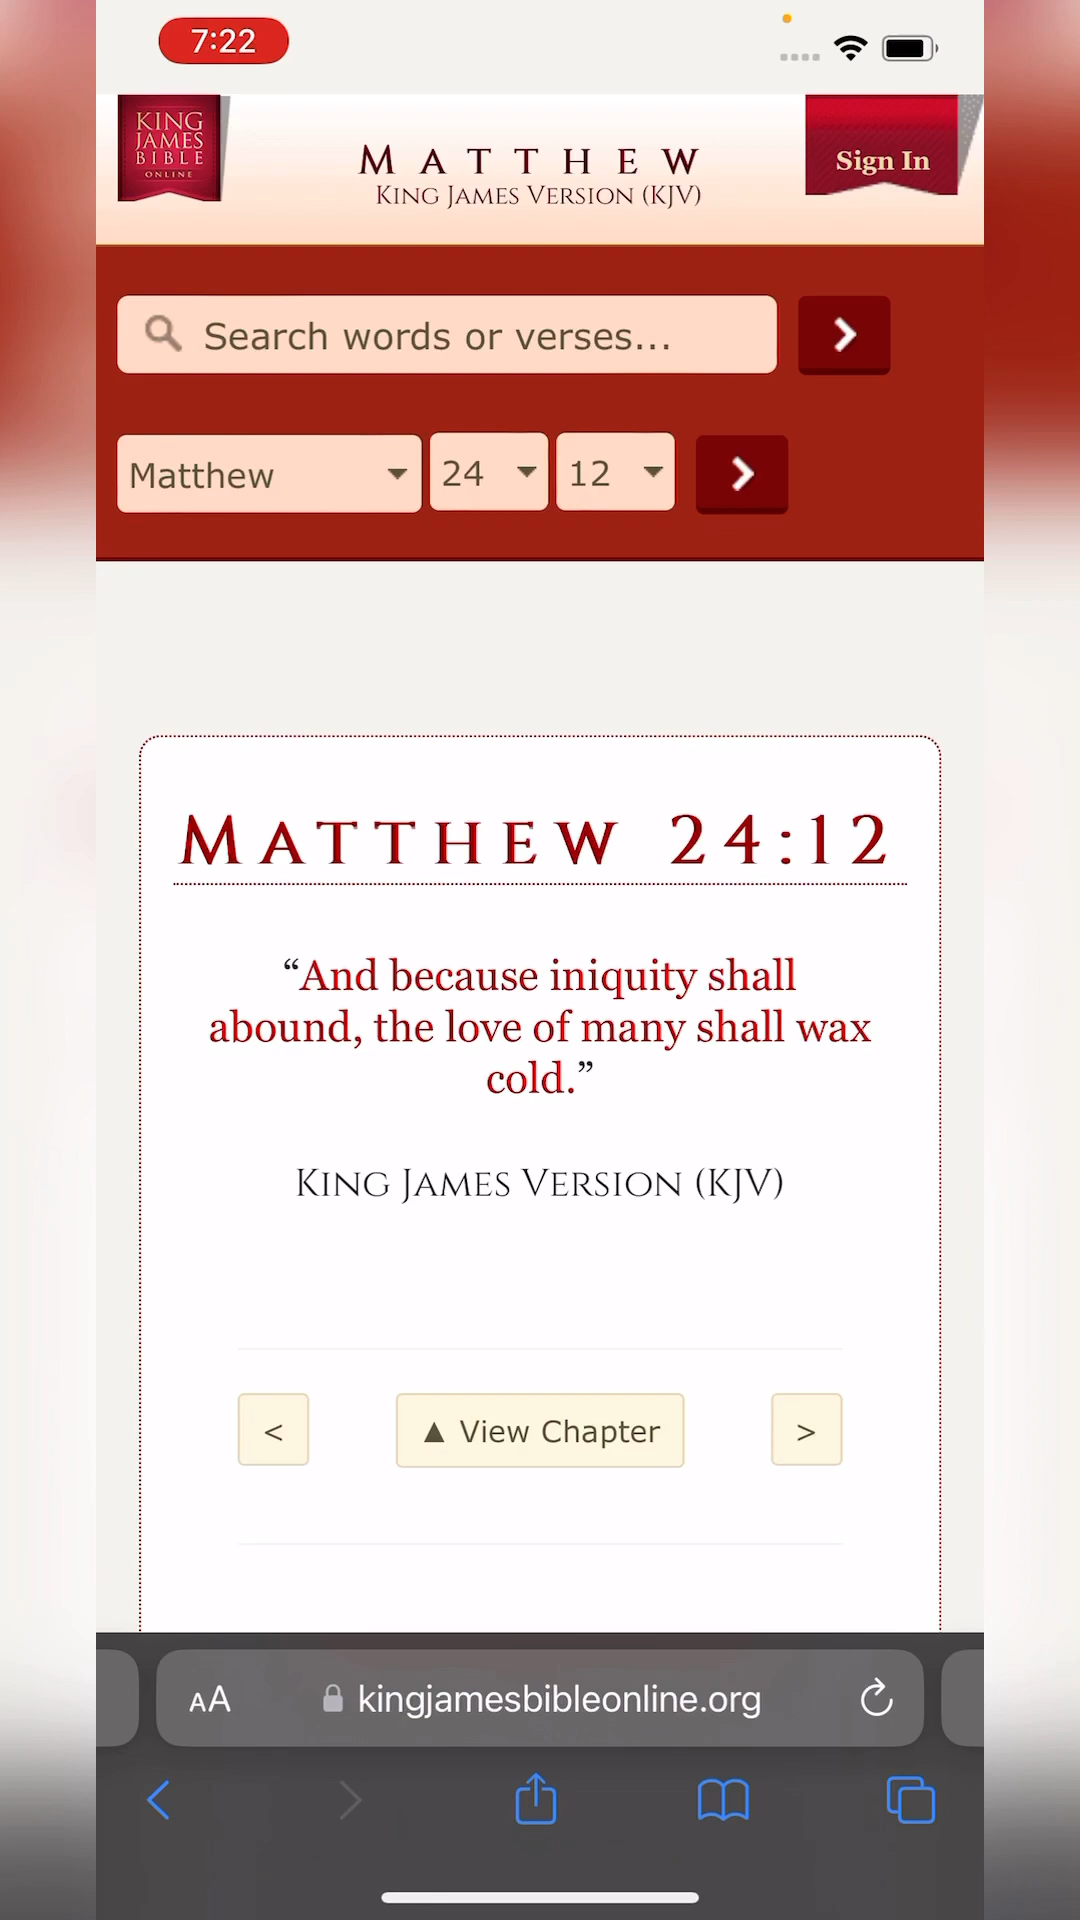 7:22
KING
JAMES
BIBLE
ONLINE
MATTHEW
KING JAMES VERSION (KJV)
Sign In
Search words or verses...
Matthew
24
12
MATTHEW 24:12
“And because iniquity shall
abound, the love of many shall wax
cold.”
KING JAMES VERSION (KJV)
<
▲ View Chapter
>
AA
kingjamesbibleonline.org